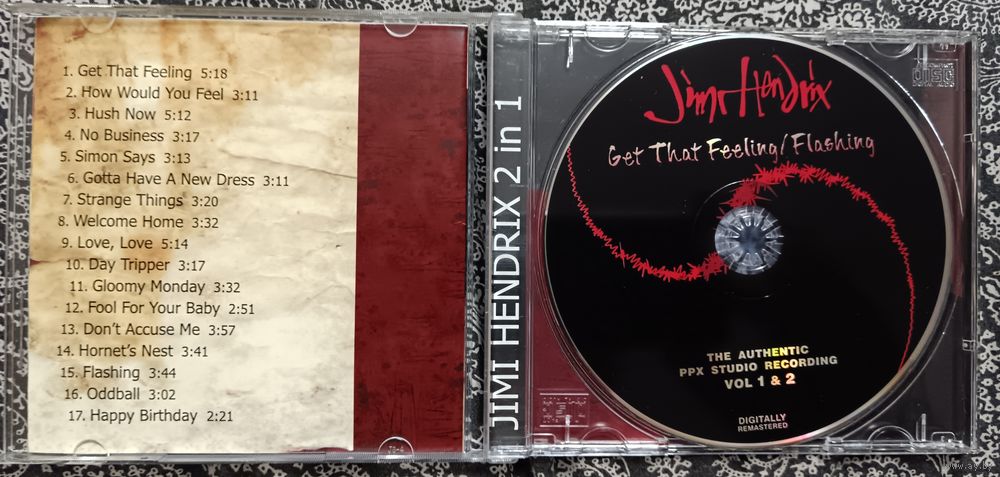 1. Get That Feeling 5:18
2. How Would You Feel 3:11
3. Hush Now 5:12
4. No Business 3:17
5. Simon Says 3:13
6. Gotta Have A New Dress 3:11
7. Strange Things 3:20
8. Welcome Home 3:32
9. Love, Love 5:14
10. Day Tripper 3:17
11. Gloomy Monday 3:32
12. Fool For Your Baby 2:51
13. Don't Accuse Me 3:57
14. Hornet's Nest 3:41
15. Flashing 3:44
16. Oddball 3:02
17. Happy Birthday 2:21
JIMI HENDRIX 2 in 1
Jimi Hendrix
Get That Feeling/Flashing
THE AUTHENTIC
PPX STUDIO RECORDING
VOL 1 & 2
DIGITALLY
REMASTERED
COMPACT
disc